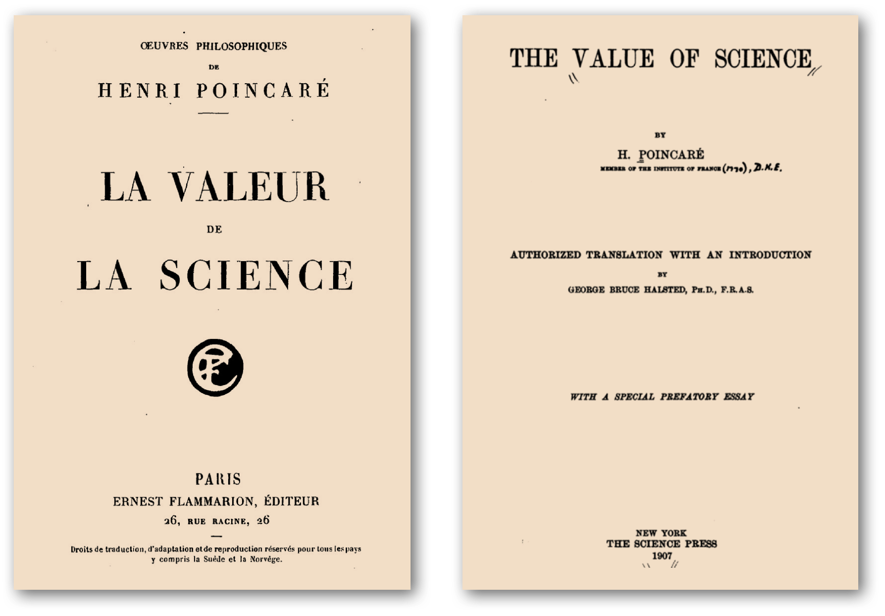 ŒUVRES PHILOSOPHIQUES
DE
HENRI POINCARÉ
LA VALEUR
DE
LA SCIENCE
PARIS
ERNEST FLAMMARION, ÉDITEUR
26, RUE RACINE, 26
Droits de traduction, d'adaptation et de reproduction réservés pour tous les pays
y compris la Suède et la Norvège.
THE VALUE OF SCIENCE
BY
H. POINCARÉ
MEMBER OF THE INSTITUTE OF FRANCE
AUTHORIZED TRANSLATION WITH AN INTRODUCTION
BY
GEORGE BRUCE HALSTED, PH.D., F.R.A.S.
WITH A SPECIAL PREFATORY ESSAY
NEW YORK
THE SCIENCE PRESS
1907